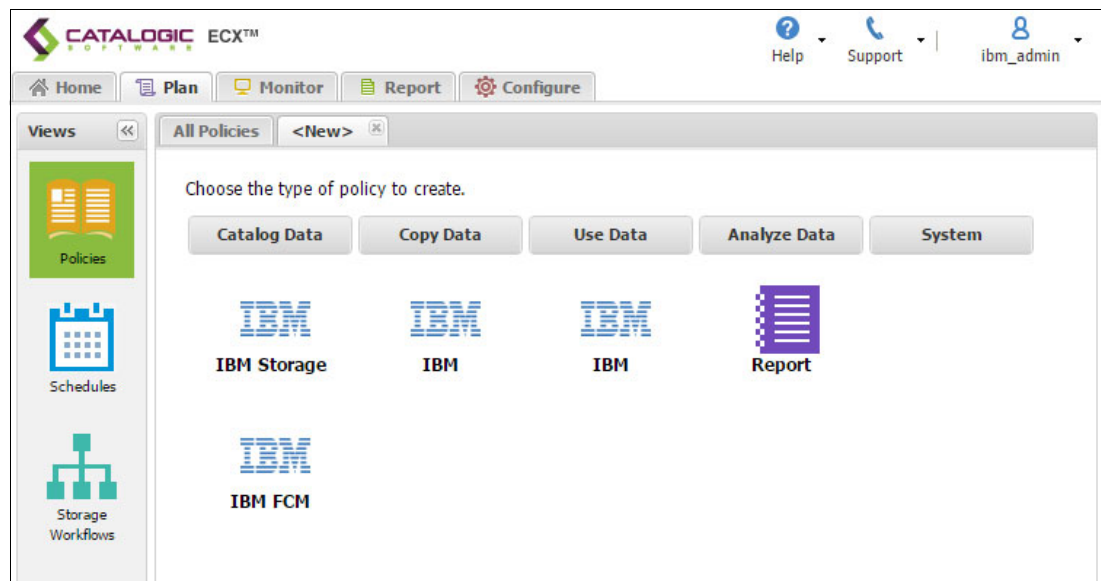 CATALOGIC ECX™
SOFTWARE
Help
Support
ibm_admin
Home
Plan
Monitor
Report
Configure
Views
All Policies
<New>
Choose the type of policy to create.
Catalog Data
Copy Data
Use Data
Analyze Data
System
Policies
IBM
IBM
IBM
IBM Storage
IBM
IBM
Report
Schedules
IBM
IBM FCM
Storage
Workflows